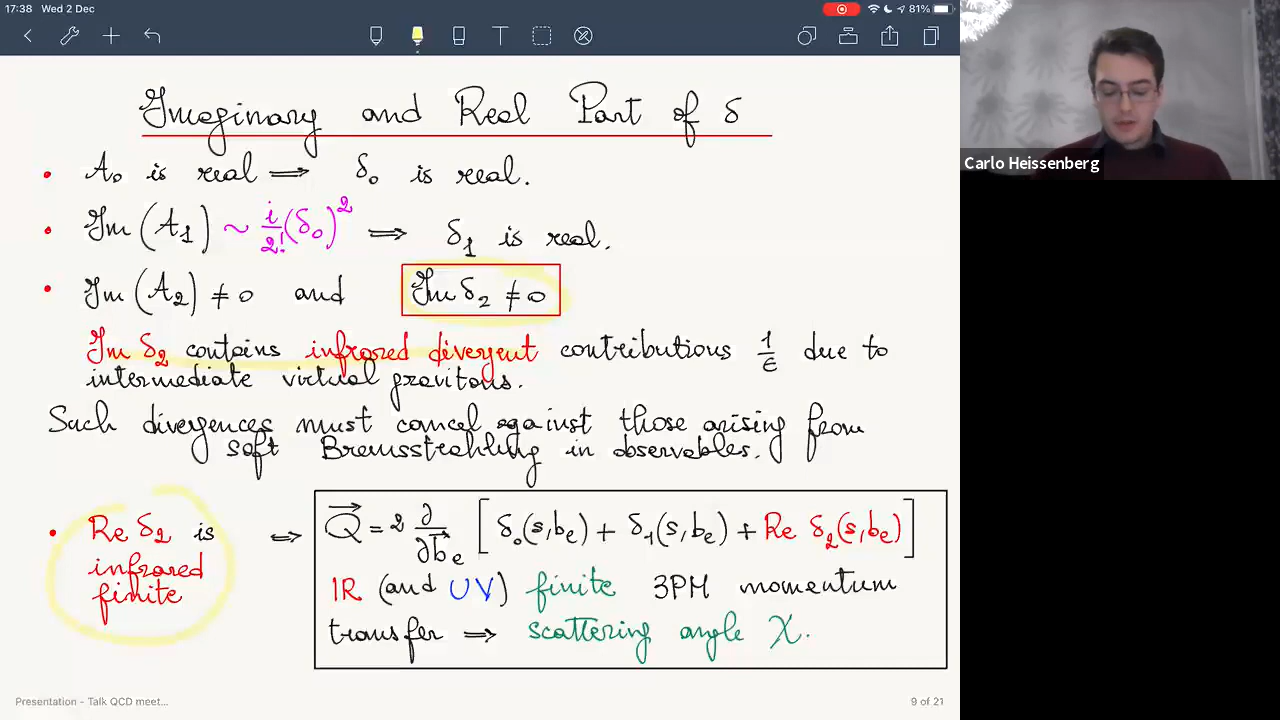 17:38 Wed 2 Dec
81%
Imaginary and Real Part of δ
• A₀ is real ⟹ δ₀ is real.
• Im (A₁) ~ i/2! (δ₀)² ⟹ δ₁ is real.
• Im (A₂) ≠ 0 and Im δ₂ ≠ 0
Im δ₂ contains infrared divergent contributions 1/ϵ due to
intermediate virtual gravitons.
Such divergences must cancel against those arising from
soft Bremsstrahlung in observables.
• Re δ₂ is
infrared
finite
⟹ Q⃗ = 2 ∂/∂b⃗ₑ [δ₀(s,bₑ) + δ₁(s,bₑ) + Re δ₂(s,bₑ)]
IR (and UV) finite 3PM momentum
transfer ⟹ scattering angle χ.
Presentation - Talk QCD meet...
9 of 21
Carlo Heissenberg